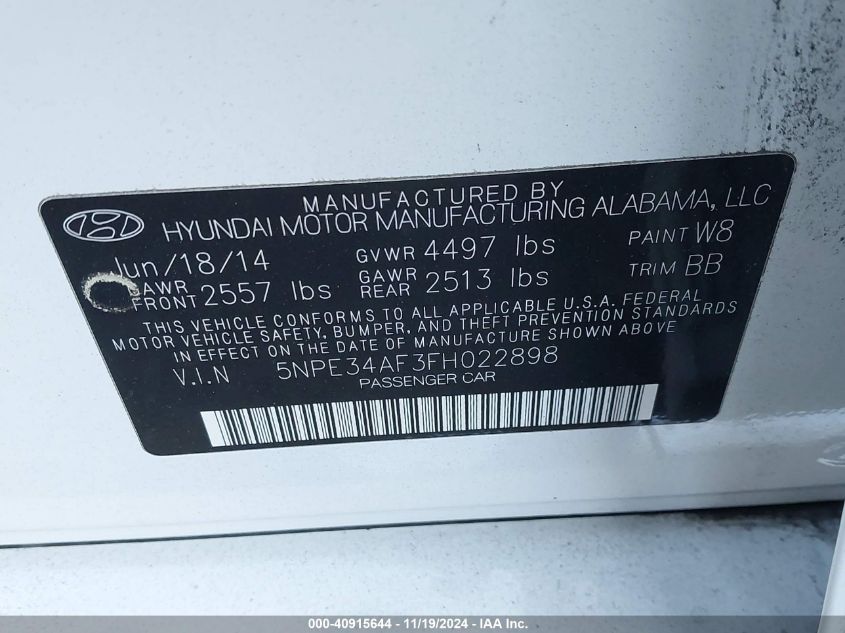 MANUFACTURED BY
HYUNDAI MOTOR MANUFACTURING ALABAMA, LLC
Jun/18/14 GVWR 4497 lbs PAINT W8
GAWR FRONT 2557 lbs GAWR REAR 2513 lbs TRIM BB
THIS VEHICLE CONFORMS TO ALL APPLICABLE U.S.A. FEDERAL
MOTOR VEHICLE SAFETY, BUMPER, AND THEFT PREVENTION STANDARDS
IN EFFECT ON THE DATE OF MANUFACTURE SHOWN ABOVE
V.I.N 5NPE34AF3FH022898
PASSENGER CAR
000-40915644 - 11/19/2024 - IAA Inc.